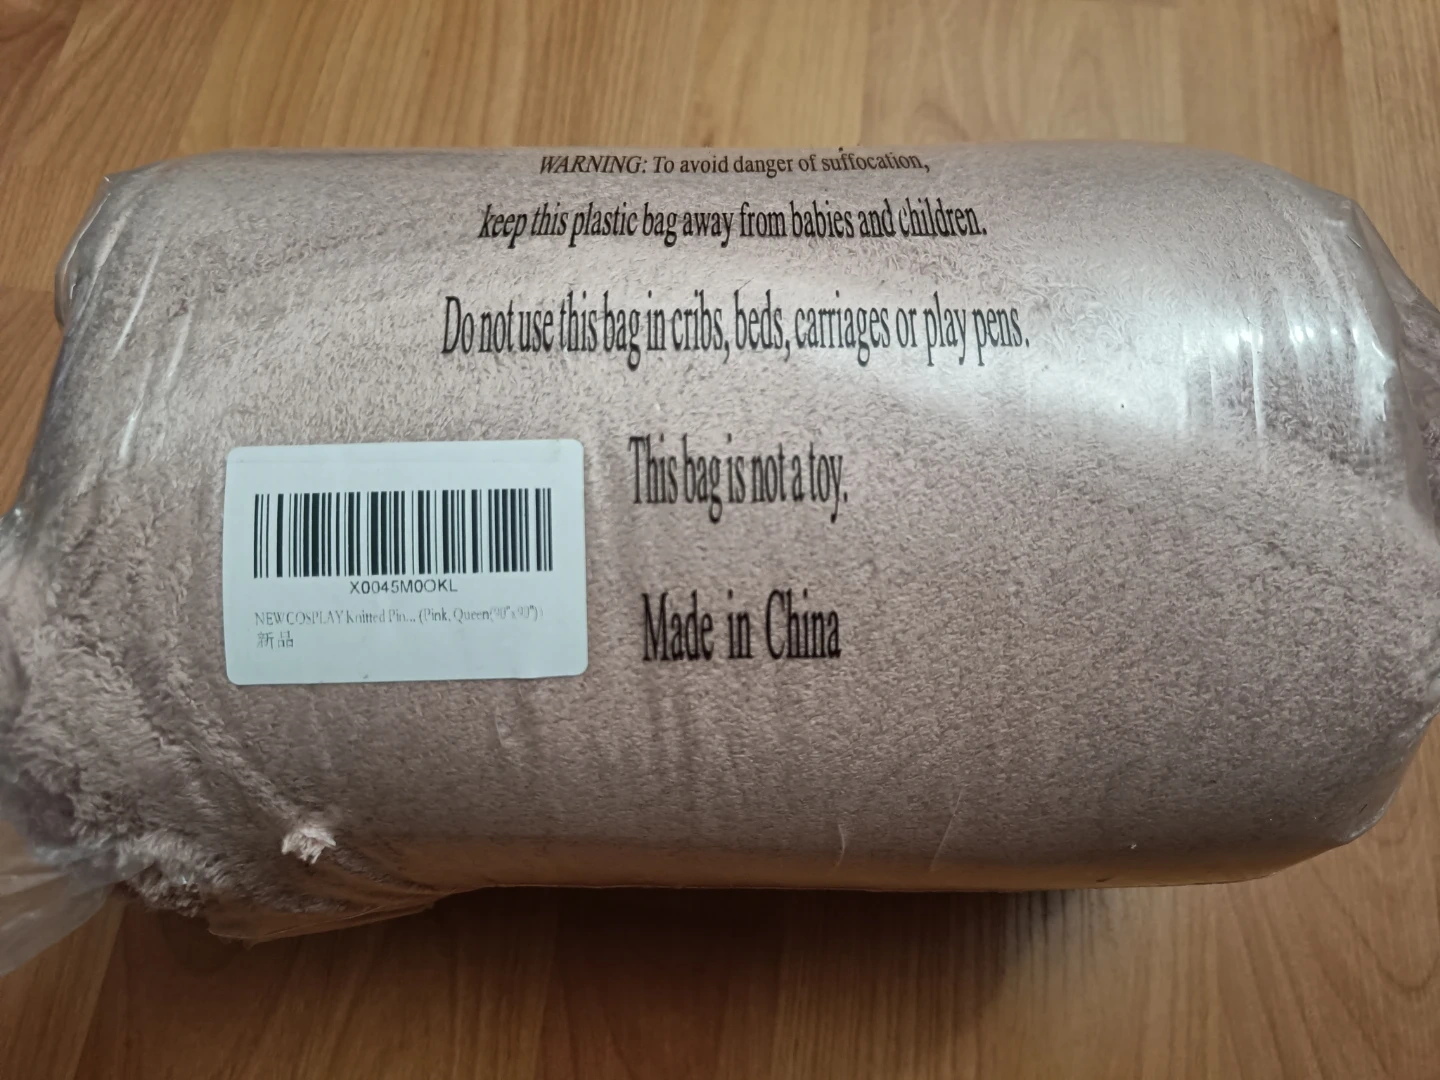 WARNING: To avoid danger of suffocation,
keep this plastic bag away from babies and children.
Do not use this bag in cribs, beds, carriages or play pens.
This bag is not a toy.
Made in China
X0045M0OKL
NEWCOSPLAY Knitted Pin... (Pink, Queen(90"x90"))
新品